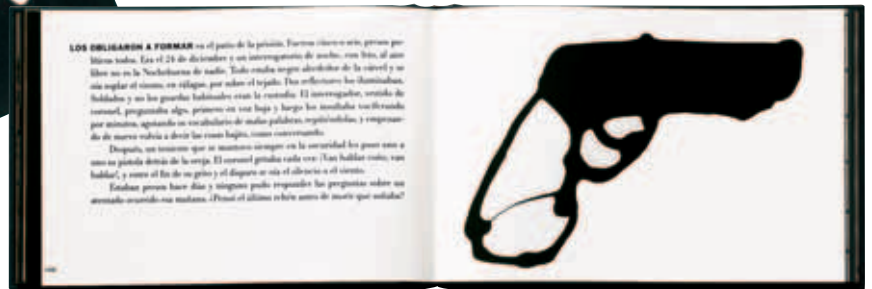 LOS OBLIGARON A FORMAR en el patio de la prisión. Fueron cinco o seis, presos po-
líticos todos. Era el 24 de diciembre y un interrogatorio de noche, con frío, al aire
libre no es la Nochebuena de nadie. Todo estaba negro alrededor de la cárcel y se
oía soplar el viento, en ráfagas, por sobre el tejado. Dos reflectores los iluminaban.
Soldados y no los guardias habituales eran la custodia. El interrogador, vestido de
coronel, preguntaba algo, primero en voz baja y luego los insultaba vociferando
por minutos, agotando su vocabulario de malas palabras, repitiéndolas, y empezan-
do de nuevo volvía a decir las cosas bajito, como conversando.
Después, un teniente que se mantuvo siempre en la oscuridad les puso uno a
uno su pistola detrás de la oreja. El coronel gritaba cada vez: ¡Van hablar coño, van
hablar!, y entre el fin de su grito y el disparo se oía el silencio o el viento.
Estaban presos hace días y ninguno pudo responder las preguntas sobre un
atentado ocurrido esa mañana. ¿Pensó el último rehén antes de morir que soñaba?